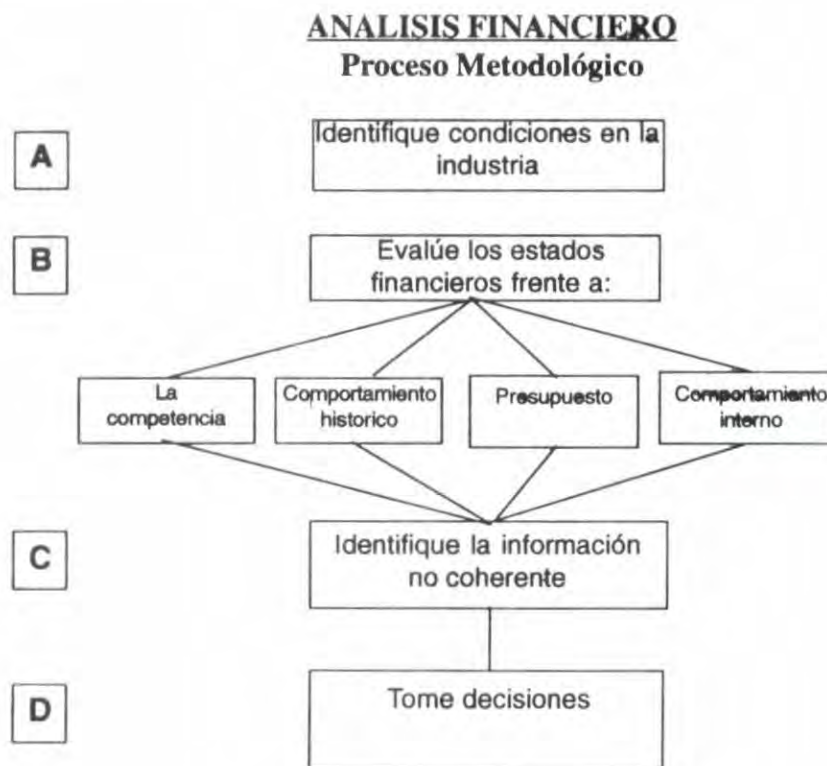 ANALISIS FINANCIERO
Proceso Metodológico
A
Identifique condiciones en la
industria
B
Evalúe los estados
financieros frente a:
La
competencia
Comportamiento
historico
Presupuesto
Comportamiento
interno
C
Identifique la información
no coherente
D
Tome decisiones